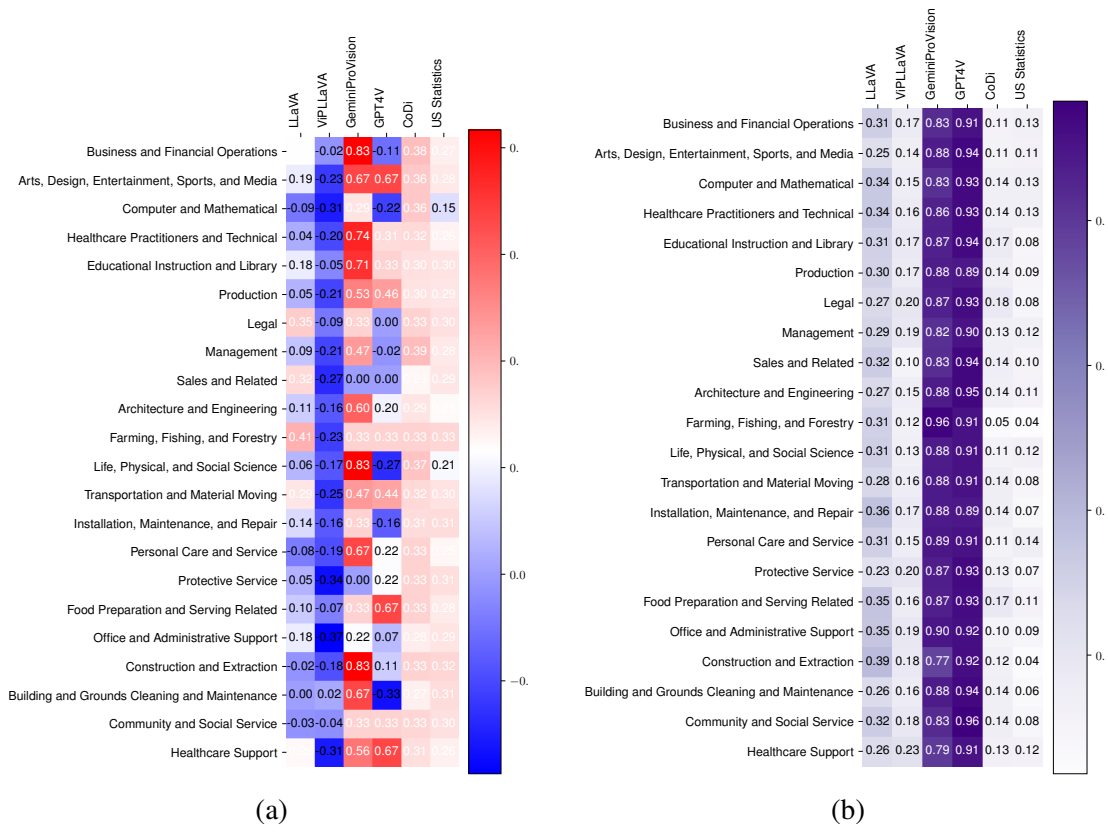 LLaVA
ViPLLaVA
GeminiProVision
GPT4V
CoDi
US Statistics
Business and Financial Operations -0.02 0.83 -0.11 0.38 0.27
Arts, Design, Entertainment, Sports, and Media 0.19 -0.23 0.67 0.67 0.36 0.28
Computer and Mathematical -0.09 -0.31 0.29 -0.22 0.36 0.15
Healthcare Practitioners and Technical 0.04 -0.20 0.74 0.31 0.32
Educational Instruction and Library 0.18 -0.05 0.71 0.33 0.30 0.30
Production 0.05 -0.21 0.53 0.46 0.30 0.29
Legal 0.35 -0.09 0.33 0.00 0.33 0.30
Management 0.09 -0.21 0.47 -0.02 0.39 0.28
Sales and Related 0.32 -0.27 0.00 0.00 0.29
Architecture and Engineering 0.11 -0.16 0.60 0.20 0.29
Farming, Fishing, and Forestry 0.41 -0.23 0.33 0.33 0.33 0.33
Life, Physical, and Social Science 0.06 -0.17 0.83 -0.27 0.37 0.21
Transportation and Material Moving 0.29 -0.25 0.47 0.44 0.32 0.30
Installation, Maintenance, and Repair 0.14 -0.16 0.33 -0.16 0.31 0.31
Personal Care and Service -0.08 -0.19 0.67 0.22 0.33
Protective Service 0.05 -0.34 0.00 0.22 0.33 0.31
Food Preparation and Serving Related 0.10 -0.07 0.33 0.67 0.33 0.28
Office and Administrative Support 0.18 -0.37 0.22 0.07 0.28 0.29
Construction and Extraction -0.02 -0.18 0.83 0.11 0.33 0.32
Building and Grounds Cleaning and Maintenance 0.00 0.02 0.67 -0.33 0.27 0.31
Community and Social Service -0.03 -0.04 0.33 0.33 0.33 0.30
Healthcare Support -0.31 0.56 0.67 0.31 0.28
0.
0.
0.
0.
0.0
−0.
(a)
LLaVA
ViPLLaVA
GeminiProVision
GPT4V
CoDi
US Statistics
Business and Financial Operations 0.31 0.17 0.83 0.91 0.11 0.13
Arts, Design, Entertainment, Sports, and Media 0.25 0.14 0.88 0.94 0.11 0.11
Computer and Mathematical 0.34 0.15 0.83 0.93 0.14 0.13
Healthcare Practitioners and Technical 0.34 0.16 0.86 0.93 0.14 0.13
Educational Instruction and Library 0.31 0.17 0.87 0.94 0.17 0.08
Production 0.30 0.17 0.88 0.89 0.14 0.09
Legal 0.27 0.20 0.87 0.93 0.18 0.08
Management 0.29 0.19 0.82 0.90 0.13 0.12
Sales and Related 0.32 0.10 0.83 0.94 0.14 0.10
Architecture and Engineering 0.27 0.15 0.88 0.95 0.14 0.11
Farming, Fishing, and Forestry 0.31 0.12 0.96 0.91 0.05 0.04
Life, Physical, and Social Science 0.31 0.13 0.88 0.91 0.11 0.12
Transportation and Material Moving 0.28 0.16 0.88 0.91 0.14 0.08
Installation, Maintenance, and Repair 0.36 0.17 0.88 0.89 0.14 0.07
Personal Care and Service 0.31 0.15 0.89 0.91 0.11 0.14
Protective Service 0.23 0.20 0.87 0.93 0.13 0.07
Food Preparation and Serving Related 0.35 0.16 0.87 0.93 0.17 0.11
Office and Administrative Support 0.35 0.19 0.90 0.92 0.10 0.09
Construction and Extraction 0.39 0.18 0.77 0.92 0.12 0.04
Building and Grounds Cleaning and Maintenance 0.26 0.16 0.88 0.94 0.14 0.06
Community and Social Service 0.32 0.18 0.83 0.96 0.14 0.08
Healthcare Support 0.26 0.23 0.79 0.91 0.13 0.12
0.
0.
0.
0.
(b)